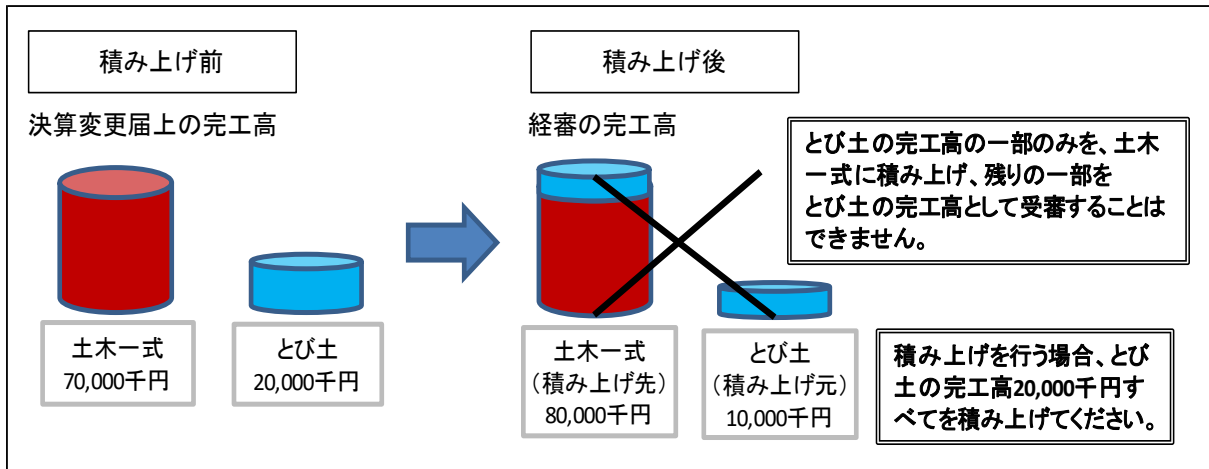 積み上げ前
決算変更届上の完工高
土木一式
70,000千円
とび土
20,000千円
積み上げ後
経審の完工高
土木一式
(積み上げ先)
80,000千円
とび土
(積み上げ元)
10,000千円
とび土の完工高の一部のみを、土木
一式に積み上げ、残りの一部を
とび土の完工高として受審することは
できません。
積み上げを行う場合、とび
土の完工高20,000千円す
べてを積み上げてください。